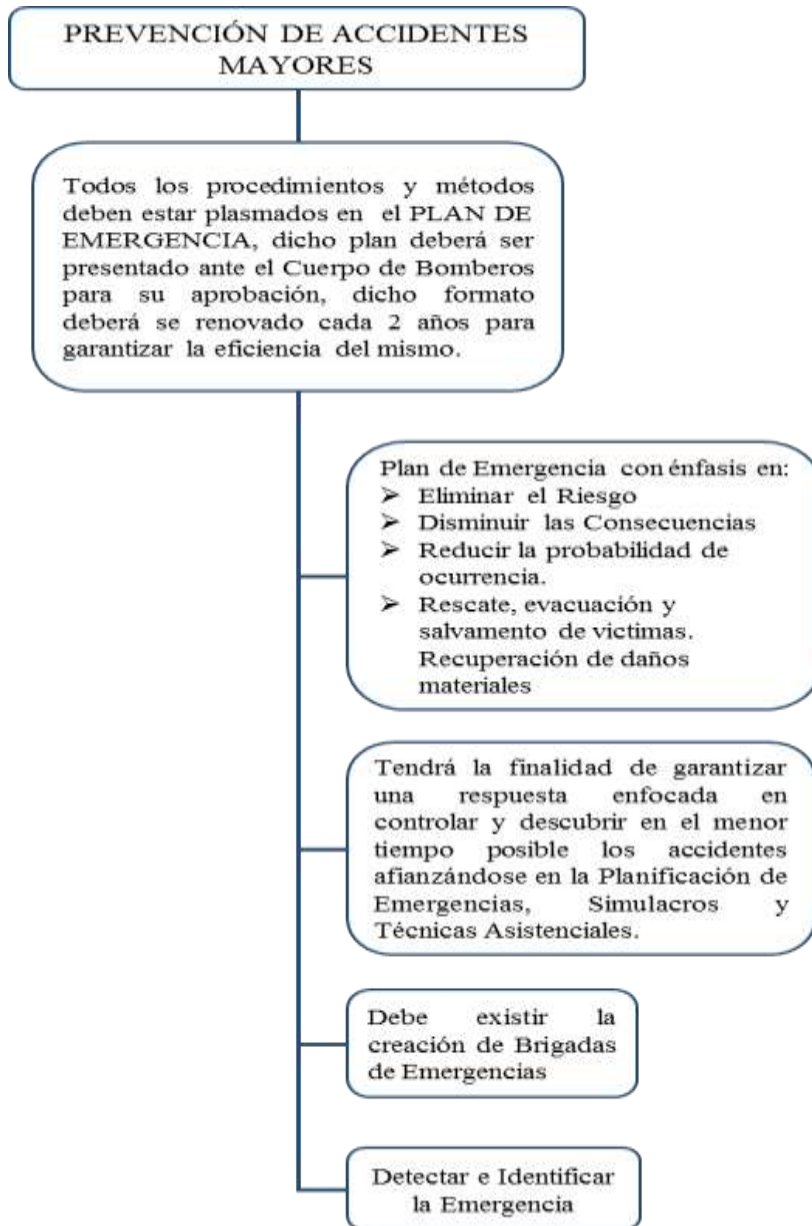 PREVENCIÓN DE ACCIDENTES
MAYORES
Todos los procedimientos y métodos
deben estar plasmados en el PLAN DE
EMERGENCIA, dicho plan deberá ser
presentado ante el Cuerpo de Bomberos
para su aprobación, dicho formato
deberá se renovado cada 2 años para
garantizar la eficiencia del mismo.
Plan de Emergencia con énfasis en:
➢ Eliminar el Riesgo
➢ Disminuir las Consecuencias
➢ Reducir la probabilidad de
ocurrencia.
➢ Rescate, evacuación y
salvamento de victimas.
Recuperación de daños
materiales
Tendrá la finalidad de garantizar
una respuesta enfocada en
controlar y descubrir en el menor
tiempo posible los accidentes
afianzándose en la Planificación de
Emergencias, Simulacros y
Técnicas Asistenciales.
Debe existir la
creación de Brigadas
de Emergencias
Detectar e Identificar
la Emergencia